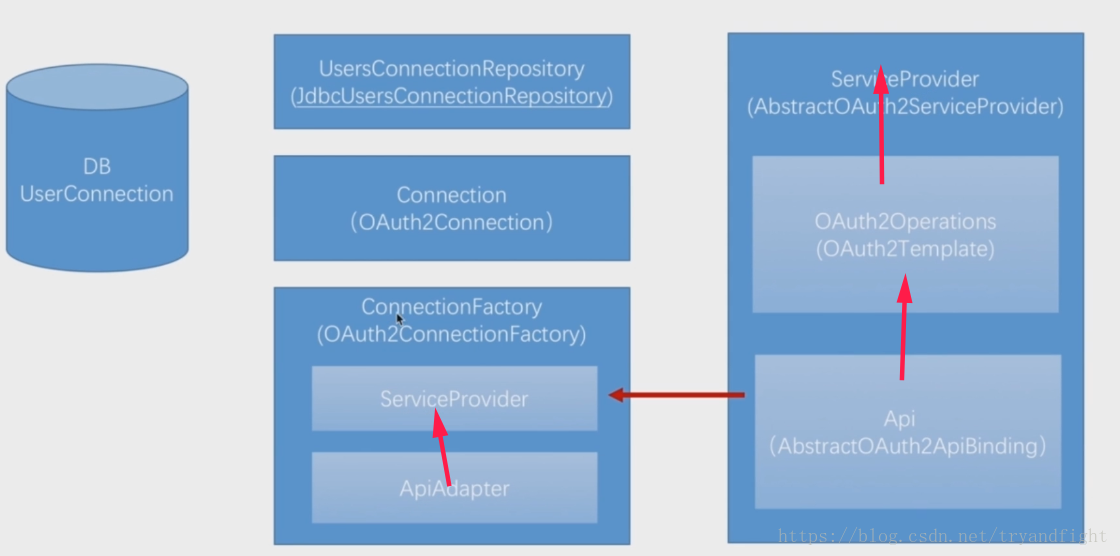 DB
UserConnection
UsersConnectionRepository
(JdbcUsersConnectionRepository)
Connection
（OAuth2Connection）
ConnectionFactory
(OAuth2ConnectionFactory)
ServiceProvider
ApiAdapter
ServiceProvider
(AbstractOAuth2ServiceProvider)
OAuth2Operations
(OAuth2Template)
Api
（AbstractOAuth2ApiBinding）
https://blog.csdn.net/tryandfight